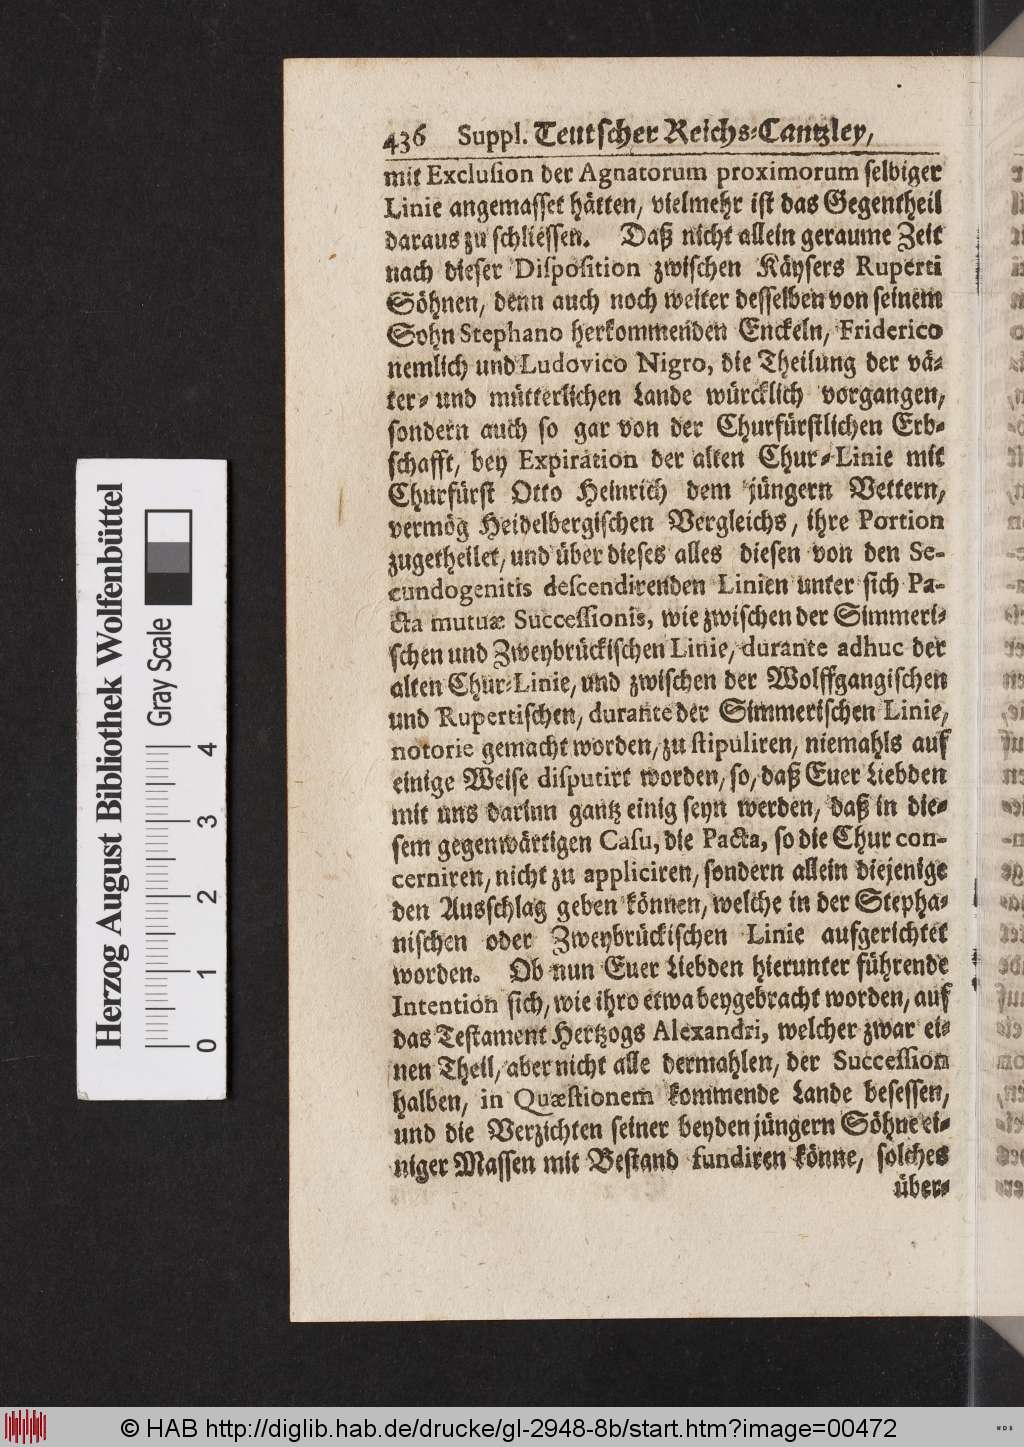 436 Suppl. Teutscher Reichs-Cantzley,
mit Exclusion der Agnatorum proximorum selbiger
Linie angemasset hätten, vielmehr ist das Gegentheil
daraus zu schliessen. Daß nicht allein geraume Zeit
nach dieser Disposition zwischen Käysers Ruperti
Söhnen, denn auch noch weiter desselben von seinem
Sohn Stephano herkommenden Enckeln, Friderico
nemlich und Ludovico Nigro, die Theilung der vä-
ter- und mütterlichen Lande würcklich vorgangen,
sondern auch so gar von der Churfürstlichen Erb-
schafft, bey Expiration der alten Chur-Linie mit
Churfürst Otto Heinrich dem jüngern Vettern,
vermög Heidelbergischen Vergleichs, ihre Portion
zugetheilet, und über dieses alles diesen von den Se-
cundogenitis descendirenden Linien unter sich Pa-
cta mutuæ Successionis, wie zwischen der Simmeri-
schen und Zweybrückischen Linie, durante adhuc der
alten Chur-Linie, und zwischen der Wolffgangischen
und Rupertischen, durante der Simmerischen Linie,
notorie gemacht worden, zu stipuliren, niemahls auf
einige Weise disputirt worden, so, daß Euer Liebden
mit uns darinn gantz einig seyn werden, daß in die-
sem gegenwärtigen Casu, die Pacta, so die Chur con-
cerniren, nicht zu appliciren, sondern allein diejenige
den Ausschlag geben können, welche in der Stepha-
nischen oder Zweybrückischen Linie aufgerichtet
worden. Ob nun Euer Liebden hierunter führende
Intention sich, wie ihro etwa beygebracht worden, auf
das Testament Hertzogs Alexandri, welcher zwar ei-
nen Theil, aber nicht alle dermahlen, der Succession
halben, in Quæstionem kommende Lande besessen,
und die Verzichten seiner beyden jüngern Söhne ei-
niger Massen mit Bestand fundiren könne, solches
über-
Herzog August Bibliothek Wolfenbüttel
Gray Scale
0 1 2 3 4
© HAB http://diglib.hab.de/drucke/gl-2948-8b/start.htm?image=00472